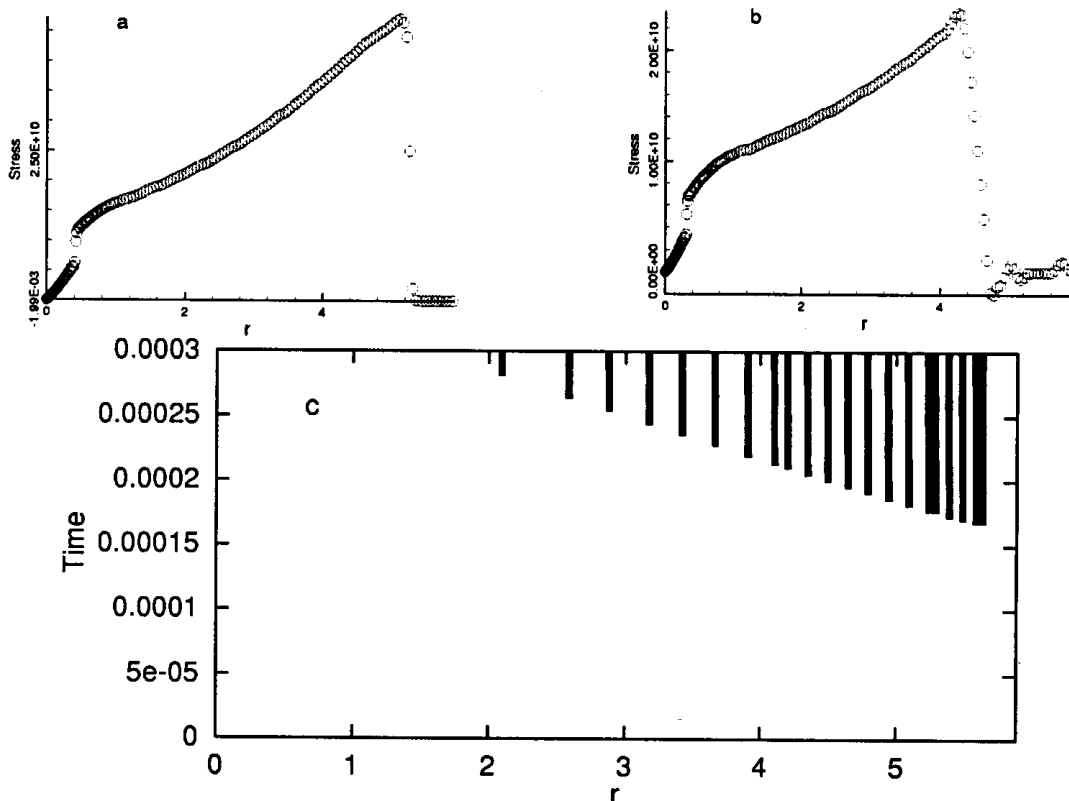 a
Stress
2.50E+10
-1.99E-03
0 2 4
r
b
Stress
2.00E+10
1.00E+10
0.00E+00
0 2 4
r
c
Time
0.0003
0.00025
0.0002
0.00015
0.0001
5e-05
0
0 1 2 3 4 5
r